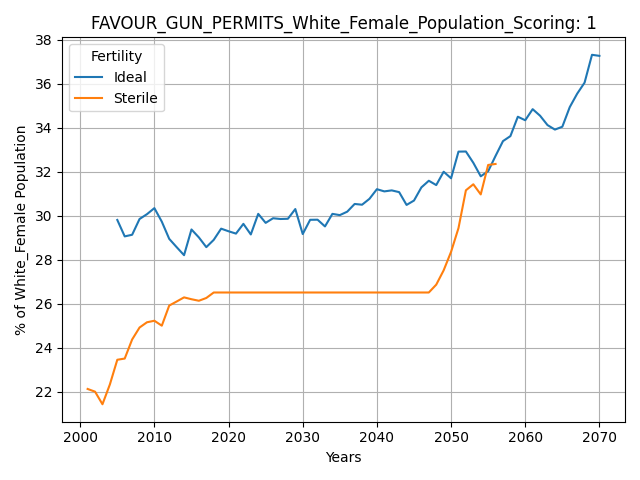 FAVOUR_GUN_PERMITS_White_Female_Population_Scoring: 1
Fertility
Ideal
Sterile
% of White_Female Population
38
36
34
32
30
28
26
24
22
2000 2010 2020 2030 2040 2050 2060 2070
Years